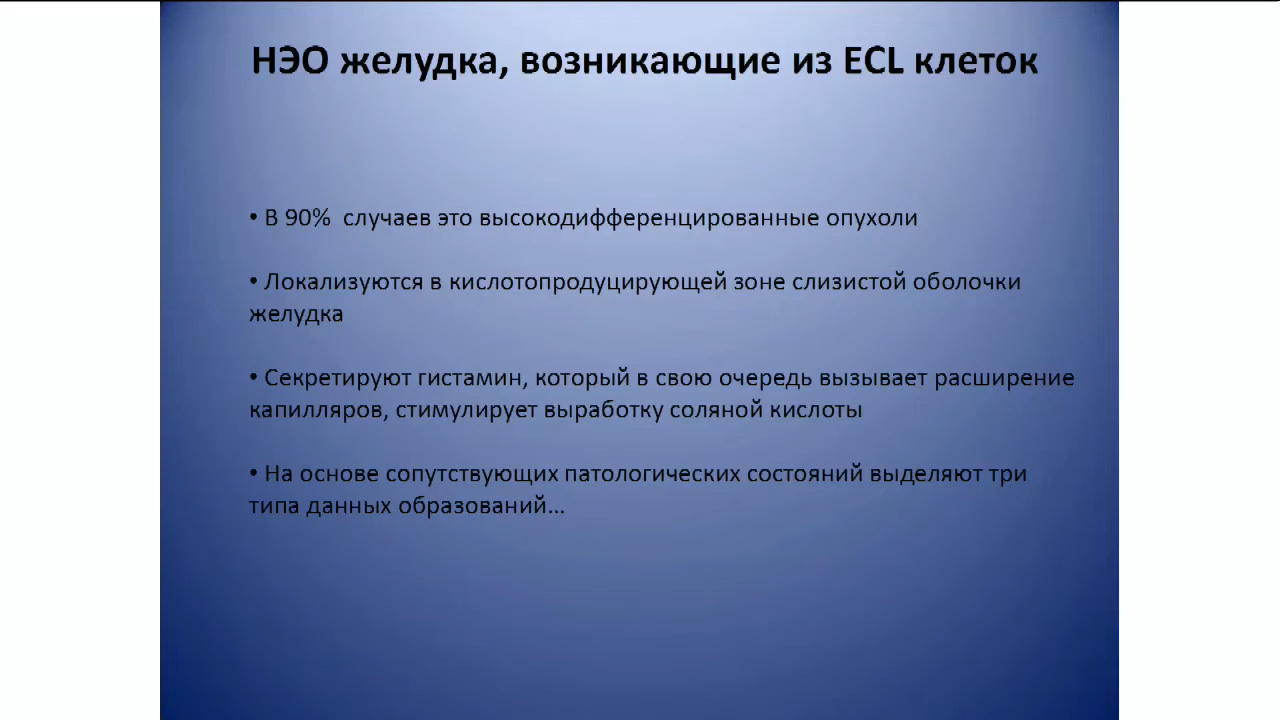 НЭО желудка, возникающие из ECL клеток
• В 90% случаев это высокодифференцированные опухоли
• Локализуются в кислотопродуцирующей зоне слизистой оболочки
желудка
• Секретируют гистамин, который в свою очередь вызывает расширение
капилляров, стимулирует выработку соляной кислоты
• На основе сопутствующих патологических состояний выделяют три
типа данных образований...